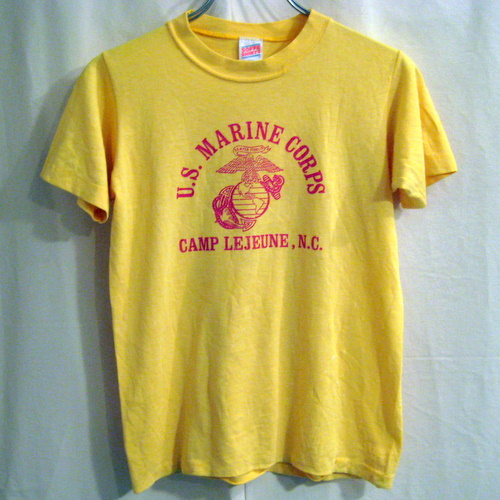 U.S. MARINE CORPS
CAMP LEJEUNE, N.C.